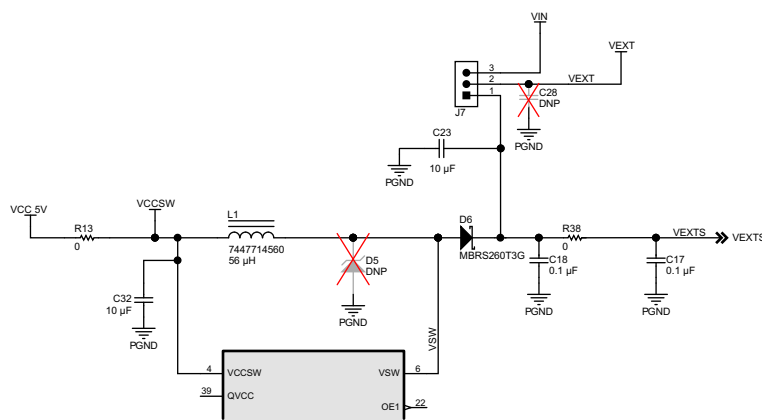 VIN
VEXT
3
2
VEXT
1
C28
DNP
J7
PGND
C23
10 µF
PGND
VCC 5V
R13
0
VCCSW
L1
7447714560
56 µH
D5
DNP
PGND
D6
MBRS260T3G
R38
0
VEXTS
VEXTS
C18
0.1 µF
PGND
C17
0.1 µF
PGND
C32
10 µF
PGND
VSW
4
VCCSW
VSW
6
39
QVCC
OE1
22